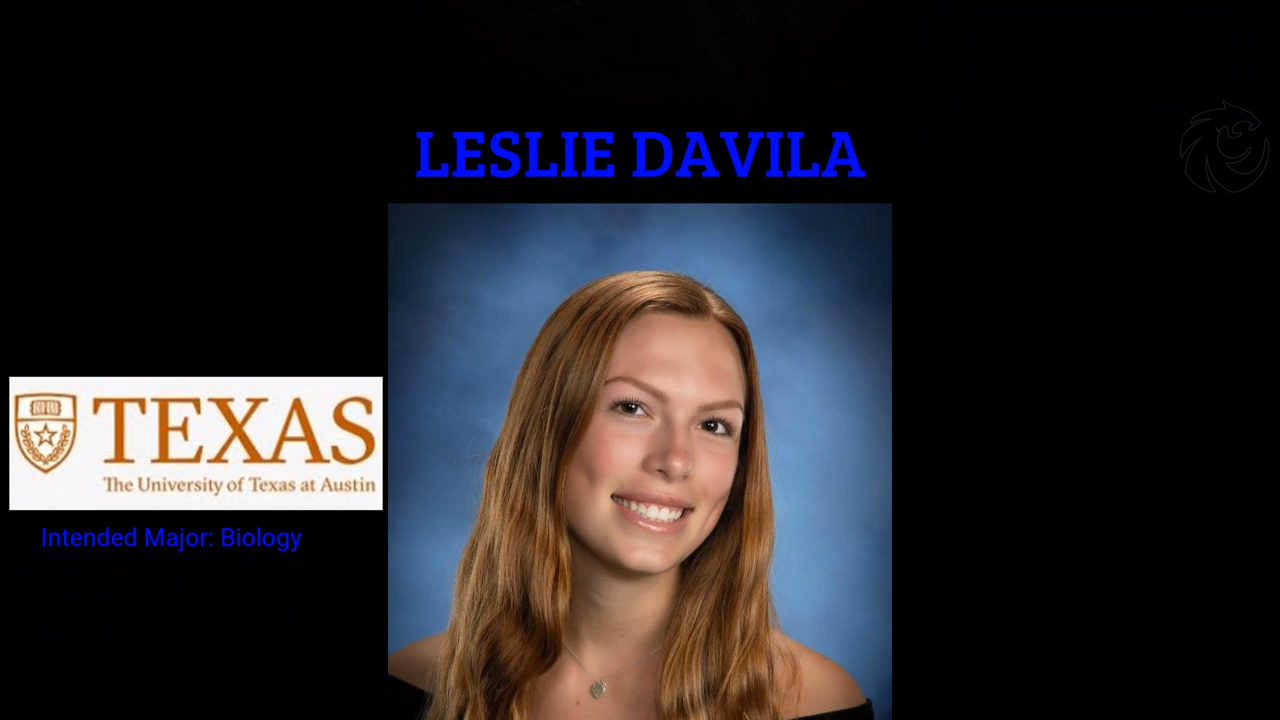 LESLIE DAVILA
TEXAS
The University of Texas at Austin
Intended Major: Biology